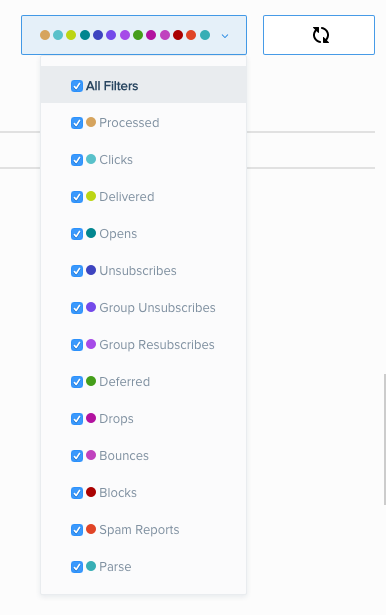 All Filters
Processed
Clicks
Delivered
Opens
Unsubscribes
Group Unsubscribes
Group Resubscribes
Deferred
Drops
Bounces
Blocks
Spam Reports
Parse